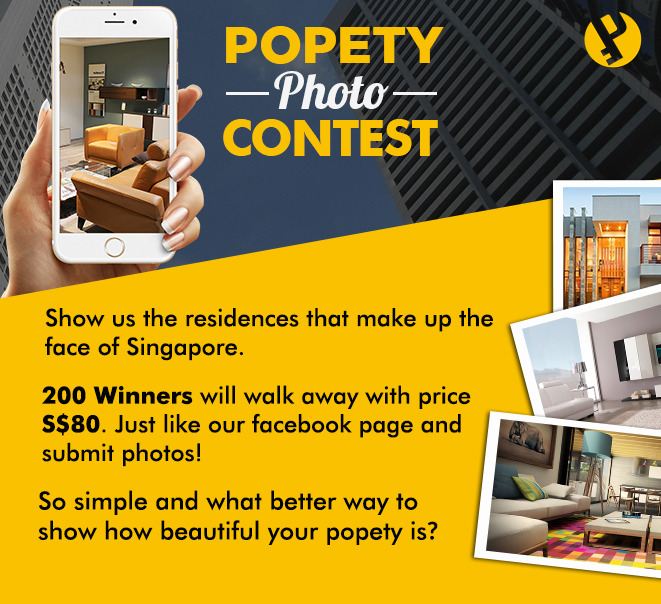 POPETY
Photo
CONTEST
Show us the residences that make up the
face of Singapore.
200 Winners will walk away with price
S$80. Just like our facebook page and
submit photos!
So simple and what better way to
show how beautiful your popety is?